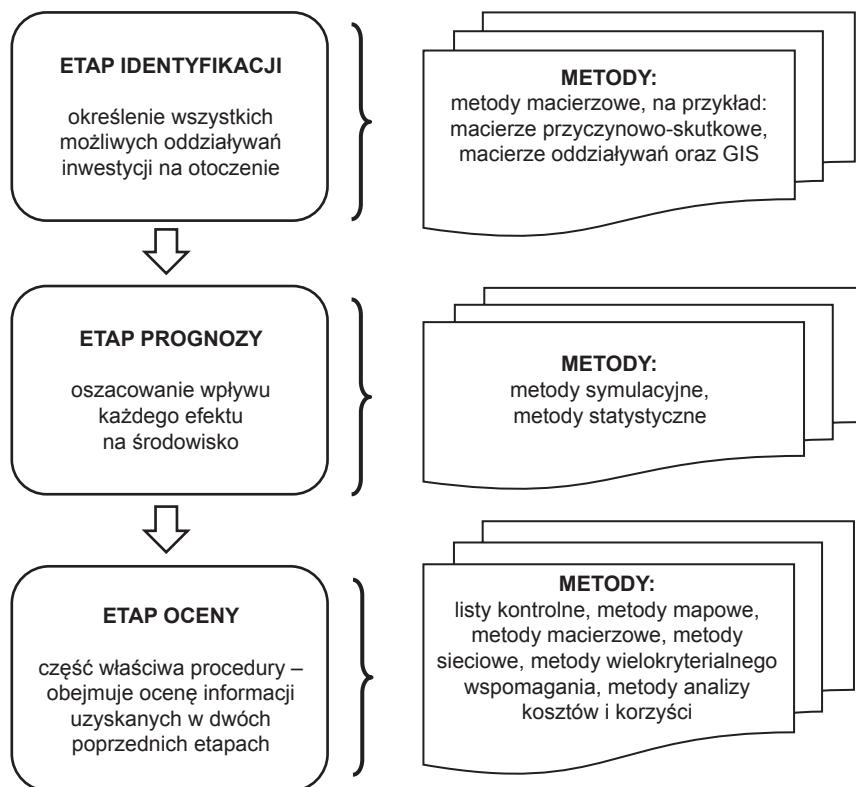 ETAP IDENTYFIKACJI
określenie wszystkich
możliwych oddziaływań
inwestycji na otoczenie
METODY:
metody macierzowe, na przykład:
macierze przyczynowo-skutkowe,
macierze oddziaływań oraz GIS
ETAP PROGNOZY
oszacowanie wpływu
każdego efektu
na środowisko
METODY:
metody symulacyjne,
metody statystyczne
ETAP OCENY
część właściwa procedury –
obejmuje ocenę informacji
uzyskanych w dwóch
poprzednich etapach
METODY:
listy kontrolne, metody mapowe,
metody macierzowe, metody
sieciowe, metody wielokryterialnego
wspomagania, metody analizy
kosztów i korzyści